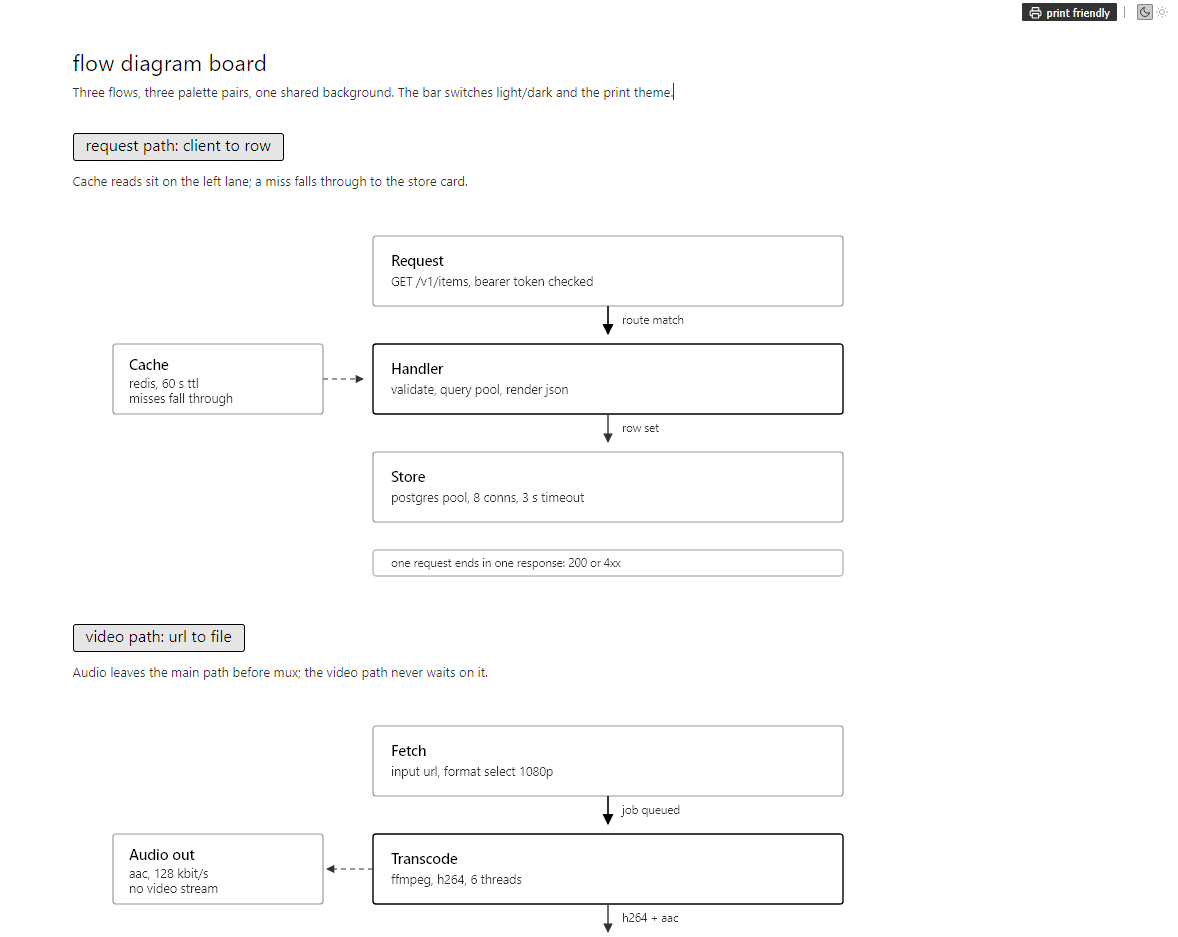 print friendly
flow diagram board
Three flows, three palette pairs, one shared background. The bar switches light/dark and the print theme.
request path: client to row
Cache reads sit on the left lane; a miss falls through to the store card.
Request
GET /v1/items, bearer token checked
route match
Cache
redis, 60 s ttl
misses fall through
Handler
validate, query pool, render json
row set
Store
postgres pool, 8 conns, 3 s timeout
one request ends in one response: 200 or 4xx
video path: url to file
Audio leaves the main path before mux; the video path never waits on it.
Fetch
input url, format select 1080p
job queued
Audio out
aac, 128 kbit/s
no video stream
Transcode
ffmpeg, h264, 6 threads
h264 + aac